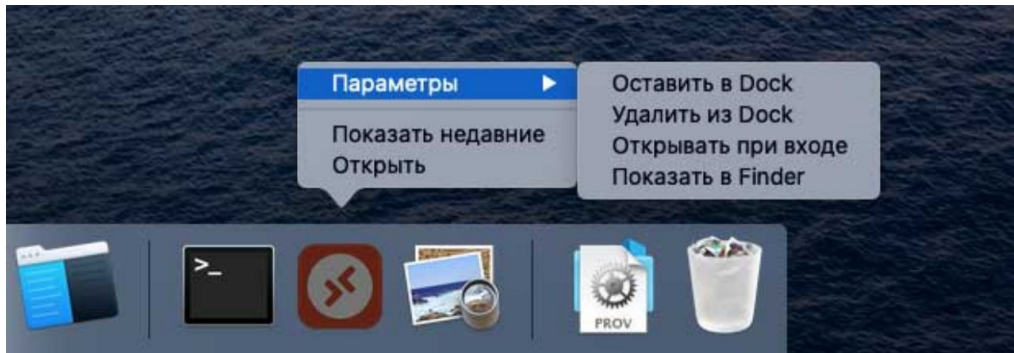 Параметры
Показать недавние
Открыть
Оставить в Dock
Удалить из Dock
Открывать при входе
Показать в Finder
>_
PROV